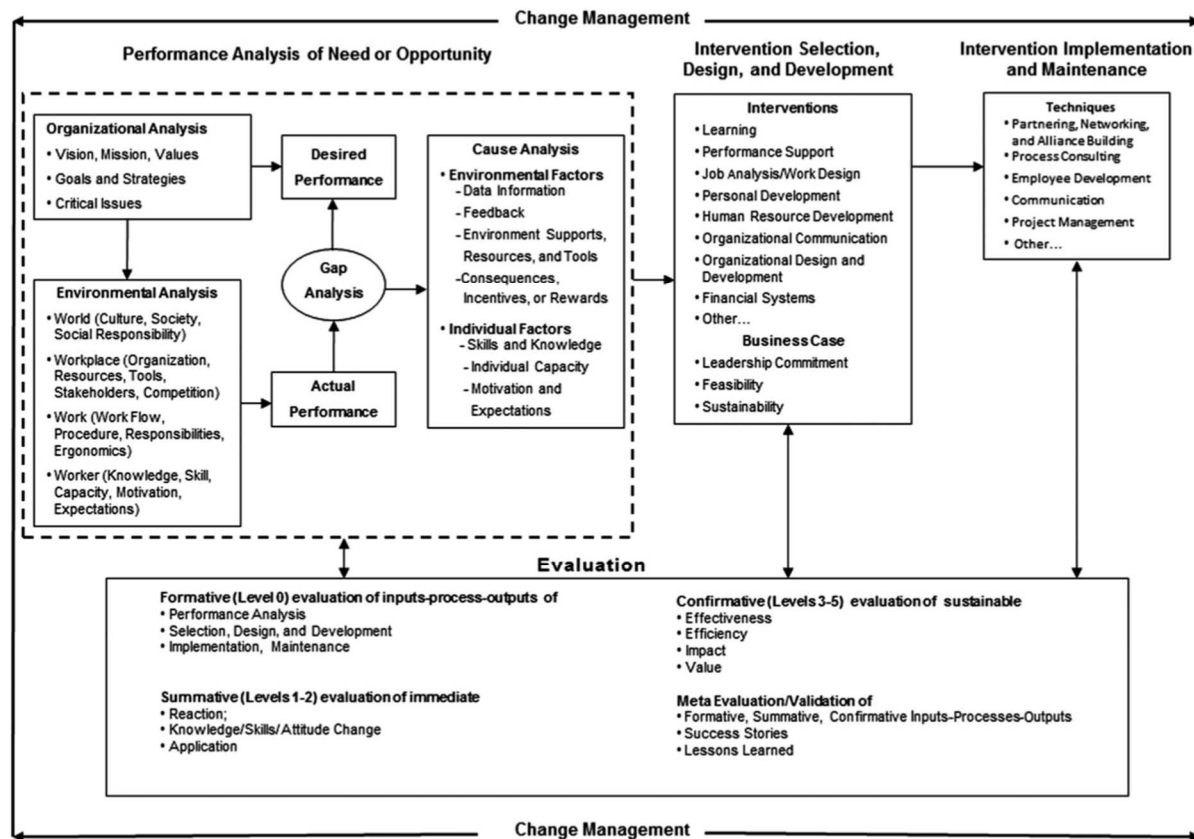 Change Management
Performance Analysis of Need or Opportunity
Intervention Selection,
Design, and Development
Intervention Implementation
and Maintenance
Organizational Analysis
• Vision, Mission, Values
• Goals and Strategies
• Critical Issues
Environmental Analysis
• World (Culture, Society,
Social Responsibility)
• Workplace (Organization,
Resources, Tools,
Stakeholders, Competition)
• Work (Work Flow,
Procedure, Responsibilities,
Ergonomics)
• Worker (Knowledge, Skill,
Capacity, Motivation,
Expectations)
Desired
Performance
Gap
Analysis
Actual
Performance
Cause Analysis
• Environmental Factors
- Data Information
- Feedback
- Environment Supports,
Resources, and Tools
- Consequences,
Incentives, or Rewards
• Individual Factors
- Skills and Knowledge
- Individual Capacity
- Motivation and
Expectations
Interventions
• Learning
• Performance Support
• Job Analysis/Work Design
• Personal Development
• Human Resource Development
• Organizational Communication
• Organizational Design and
Development
• Financial Systems
• Other...
Business Case
• Leadership Commitment
• Feasibility
• Sustainability
Techniques
• Partnering, Networking,
and Alliance Building
• Process Consulting
• Employee Development
• Communication
• Project Management
• Other...
Evaluation
Formative (Level 0) evaluation of inputs-process-outputs of
• Performance Analysis
• Selection, Design, and Development
• Implementation, Maintenance
Summative (Levels 1-2) evaluation of immediate
• Reaction;
• Knowledge/Skills/Attitude Change
• Application
Confirmative (Levels 3-5) evaluation of sustainable
• Effectiveness
• Efficiency
• Impact
• Value
Meta Evaluation/Validation of
• Formative, Summative, Confirmative Inputs-Processes-Outputs
• Success Stories
• Lessons Learned
Change Management